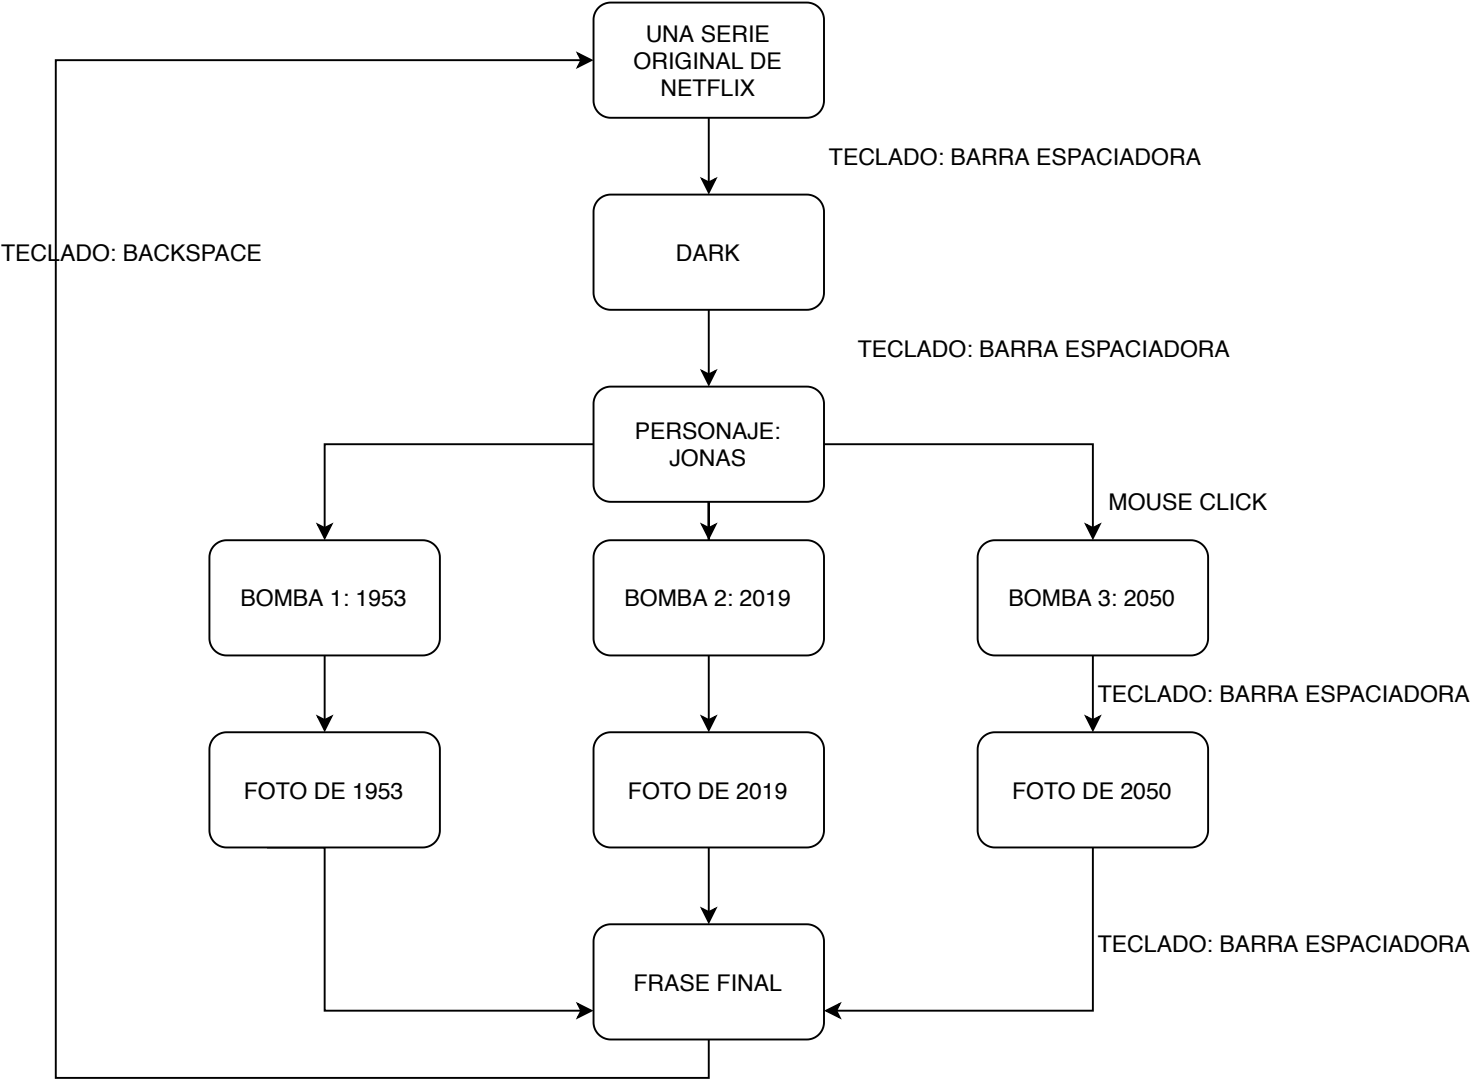 UNA SERIE
ORIGINAL DE
NETFLIX
TECLADO: BARRA ESPACIADORA
TECLADO: BACKSPACE
DARK
TECLADO: BARRA ESPACIADORA
PERSONAJE:
JONAS
MOUSE CLICK
BOMBA 1: 1953
BOMBA 2: 2019
BOMBA 3: 2050
TECLADO: BARRA ESPACIADORA
FOTO DE 1953
FOTO DE 2019
FOTO DE 2050
TECLADO: BARRA ESPACIADORA
FRASE FINAL